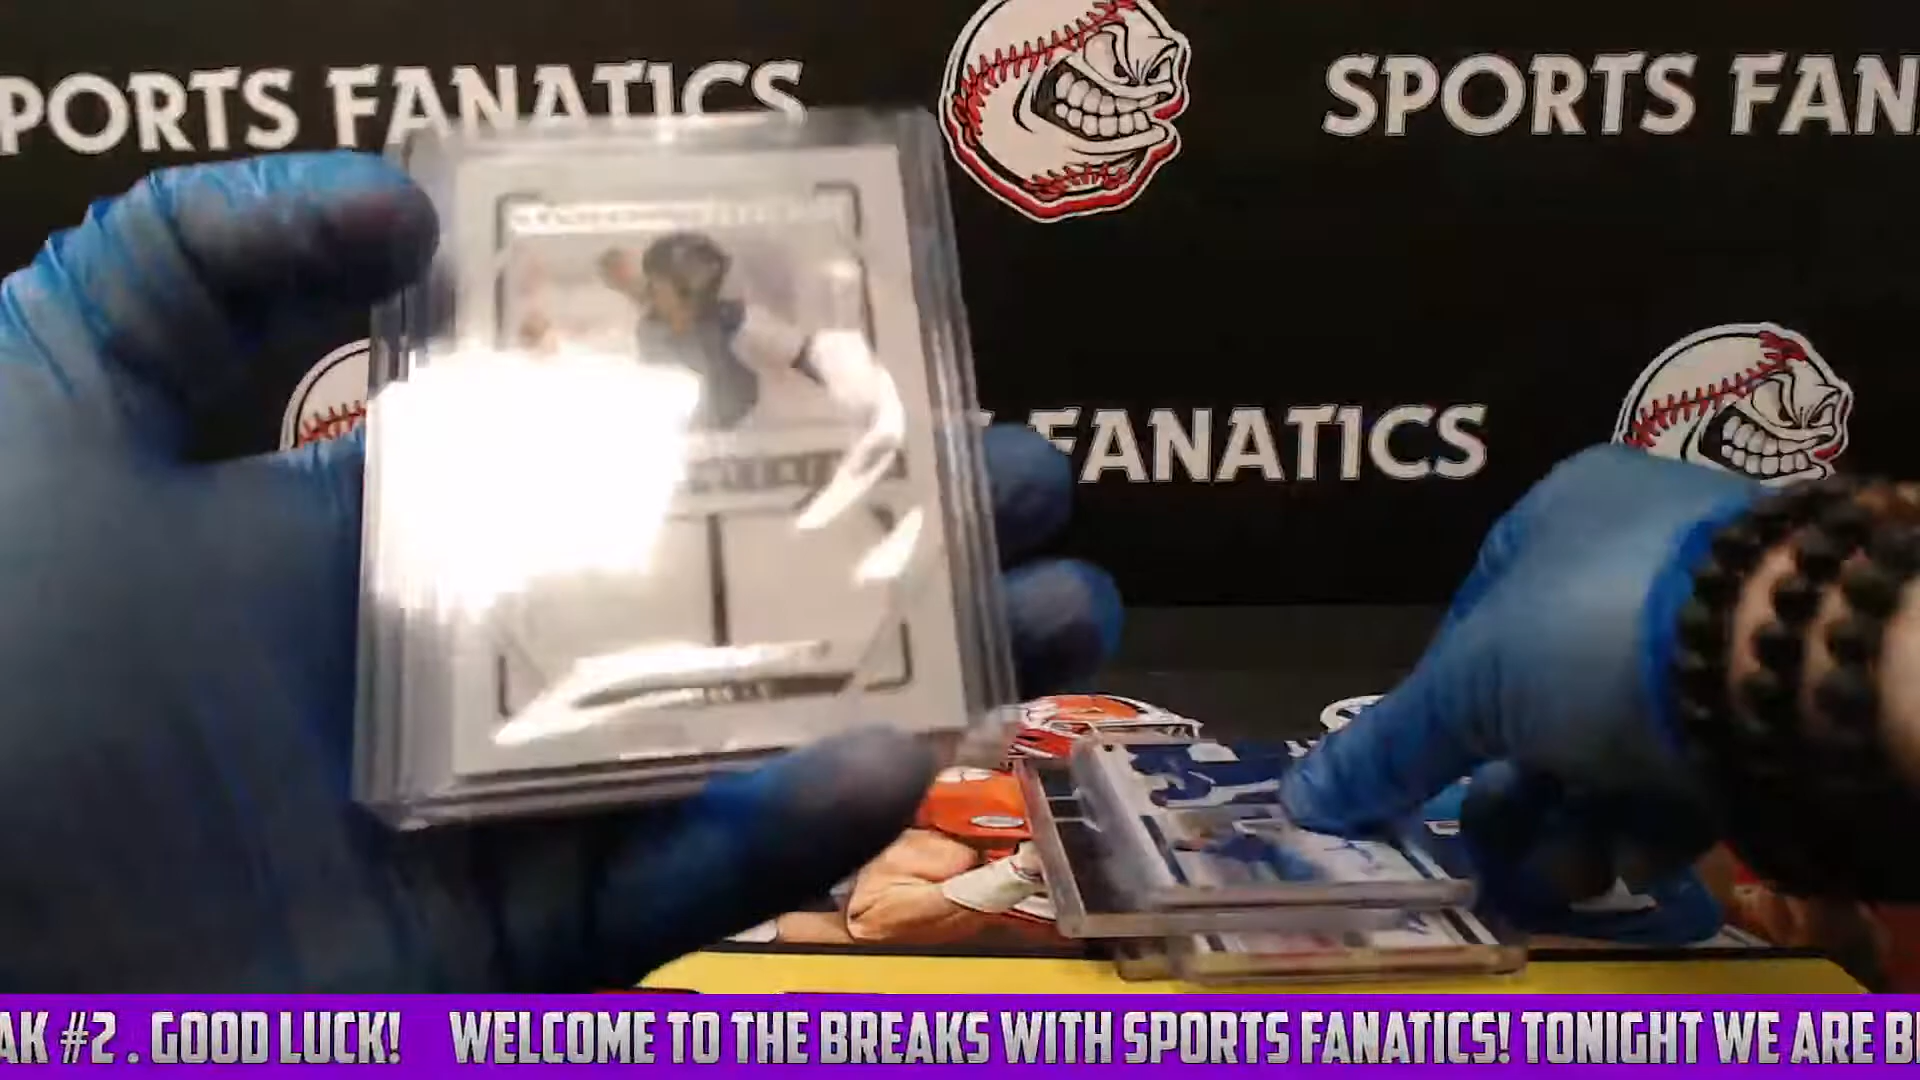 PORTS FANATICS
SPORTS FAN
FANATICS
AK #2 . GOOD LUCK! WELCOME TO THE BREAKS WITH SPORTS FANATICS! TONIGHT WE ARE B